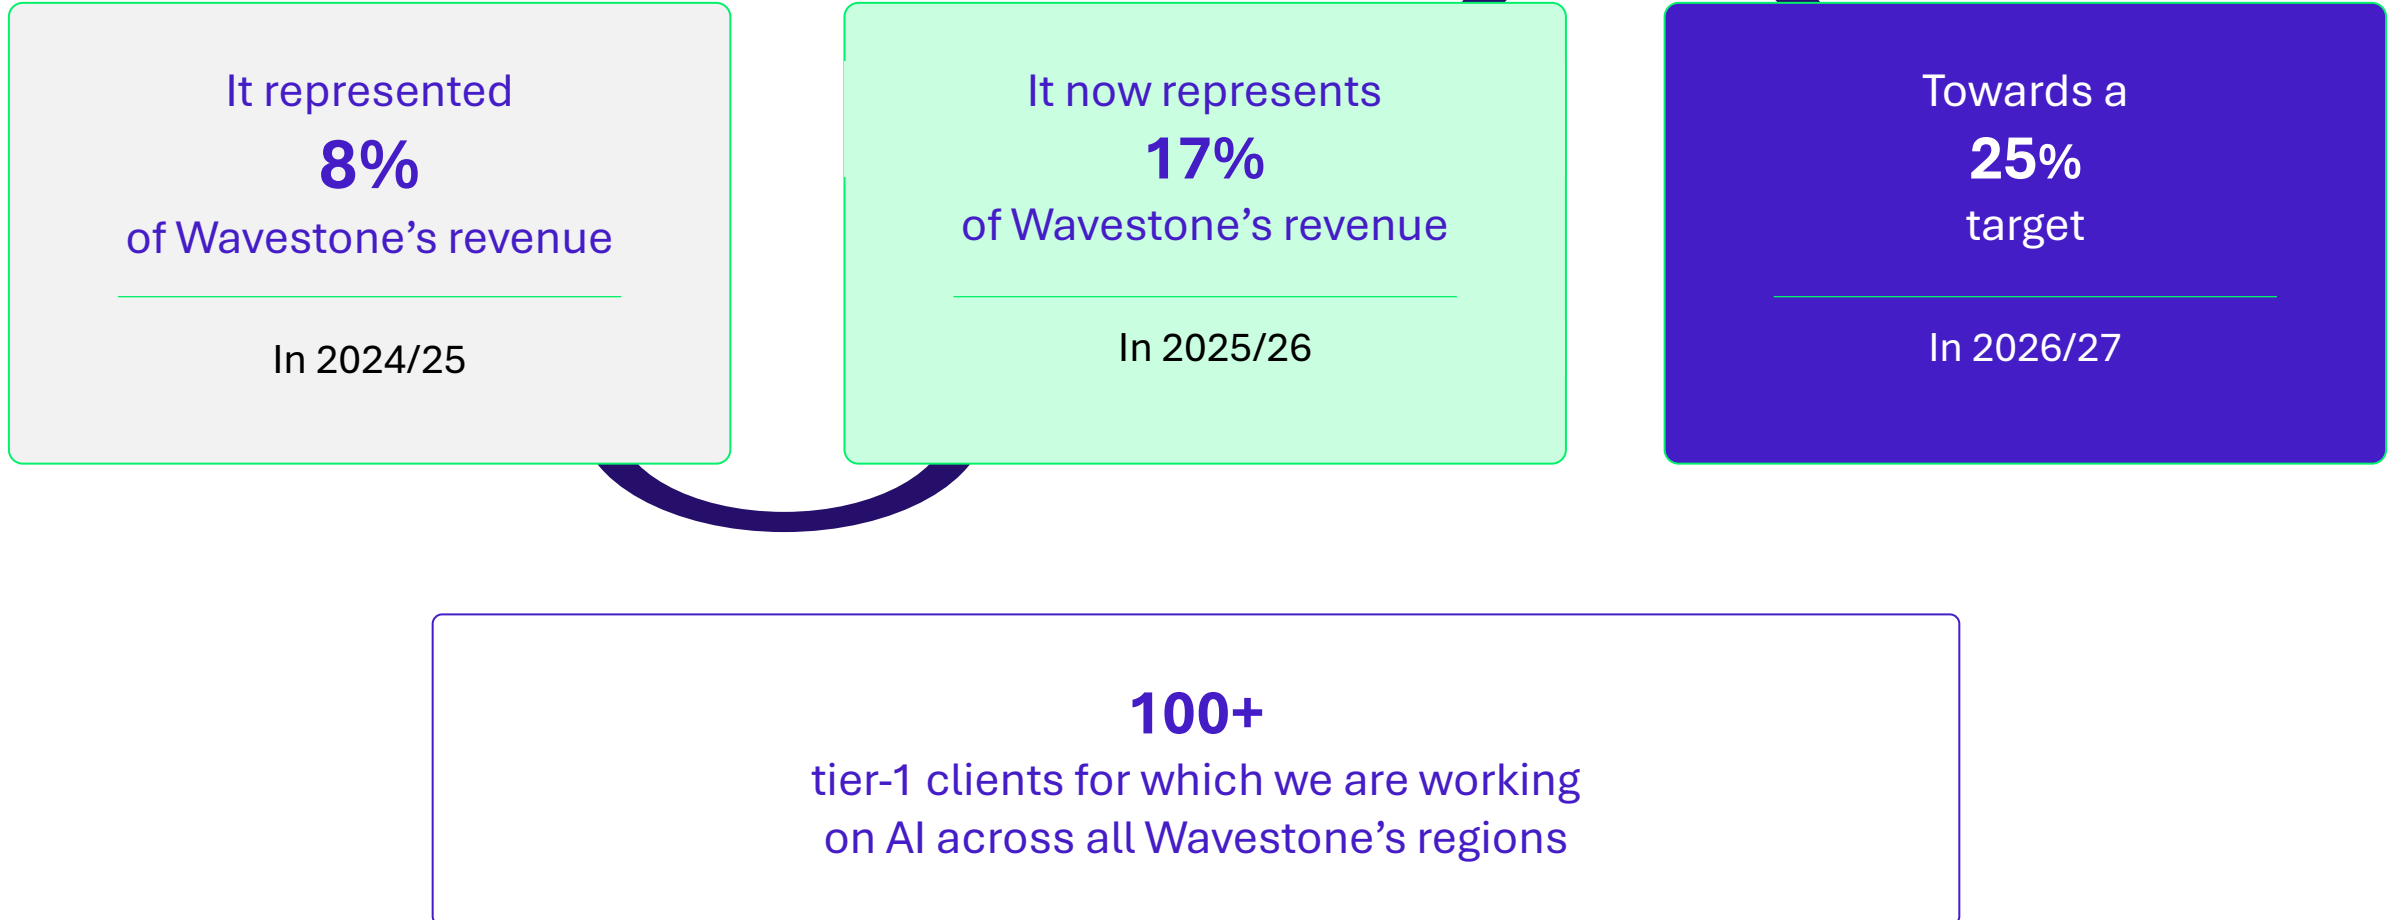 It represented
8%
of Wavestone’s revenue
In 2024/25
It now represents
17%
of Wavestone’s revenue
In 2025/26
Towards a
25%
target
In 2026/27
100+
tier-1 clients for which we are working
on AI across all Wavestone’s regions